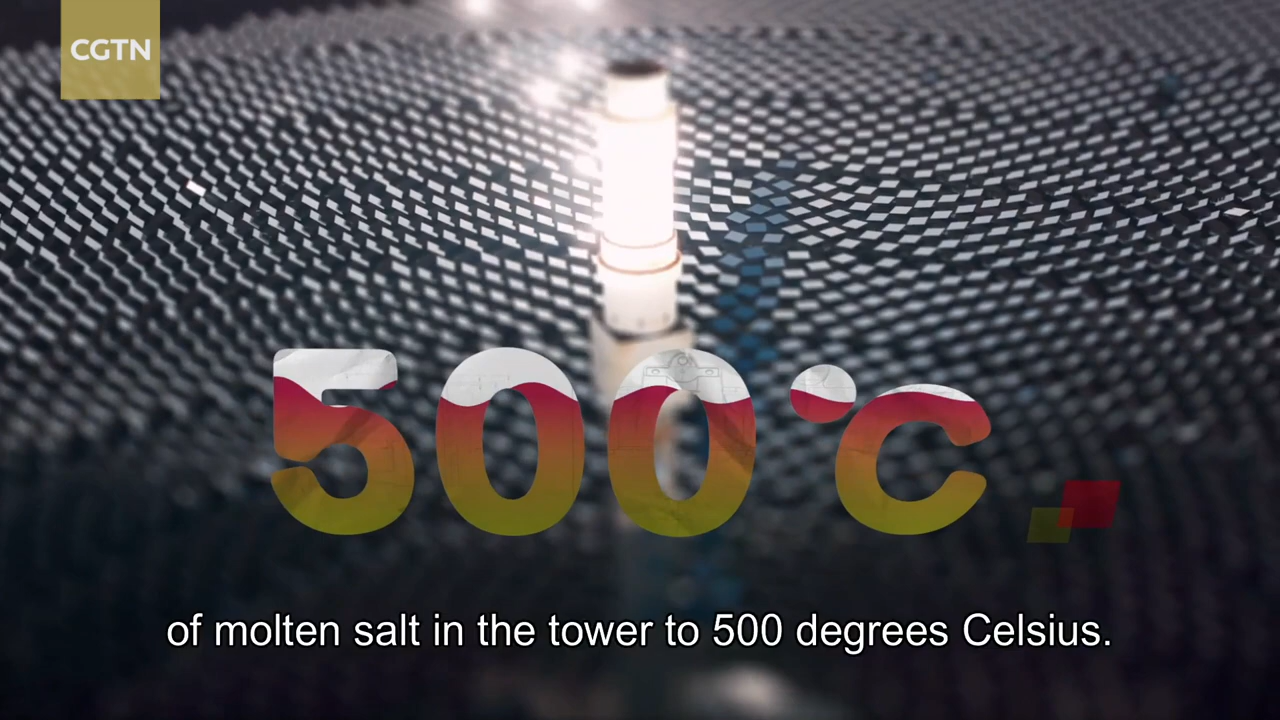 CGTN
500°C
of molten salt in the tower to 500 degrees Celsius.